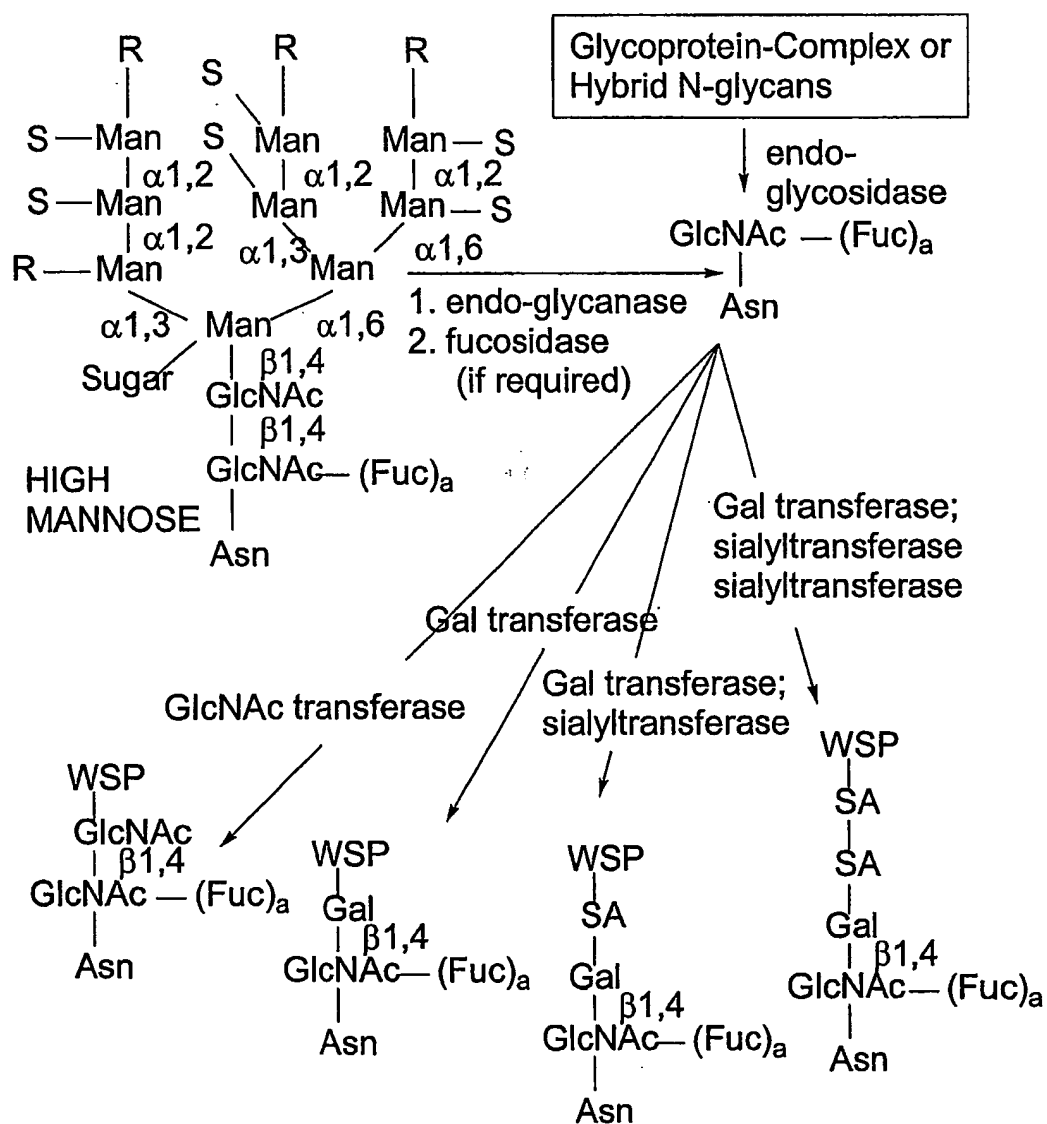 R
R
R
S
S
S—Man
Man
Man—S
α1,2
α1,2
α1,2
S—Man
Man
Man—S
α1,2
α1,3
α1,6
R—Man
Man
α1,3
Man
α1,6
Sugar
β1,4
GlcNAc
β1,4
GlcNAc—(Fuc)a
HIGH
MANNOSE
Asn
Glycoprotein-Complex or
Hybrid N-glycans
endo-
glycosidase
GlcNAc—(Fuc)a
Asn
1. endo-glycanase
2. fucosidase
(if required)
GlcNAc transferase
Gal transferase
Gal transferase;
sialyltransferase
Gal transferase;
sialyltransferase
sialyltransferase
WSP
GlcNAc
β1,4
GlcNAc—(Fuc)a
Asn
WSP
Gal
β1,4
GlcNAc—(Fuc)a
Asn
WSP
SA
Gal
β1,4
GlcNAc—(Fuc)a
Asn
WSP
SA
SA
Gal
β1,4
GlcNAc—(Fuc)a
Asn